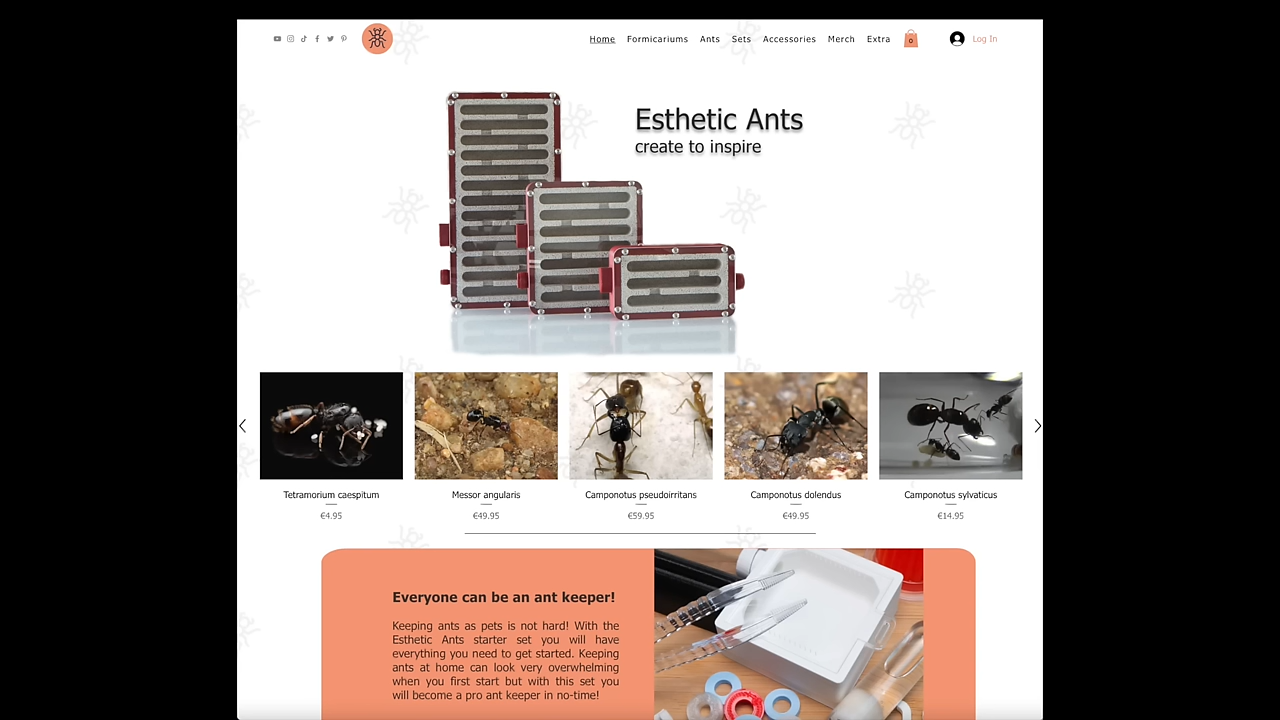 Home Formicariums Ants Sets Accessories Merch Extra 0 Log In
Esthetic Ants
create to inspire
Tetramorium caespitum Messor angularis Camponotus pseudoirritans Camponotus dolendus Camponotus sylvaticus
€4.95 €49.95 €59.95 €49.95 €14.95
Everyone can be an ant keeper!
Keeping ants as pets is not hard! With the
Esthetic Ants starter set you will have
everything you need to get started. Keeping
ants at home can look very overwhelming
when you first start but with this set you
will become a pro ant keeper in no-time!